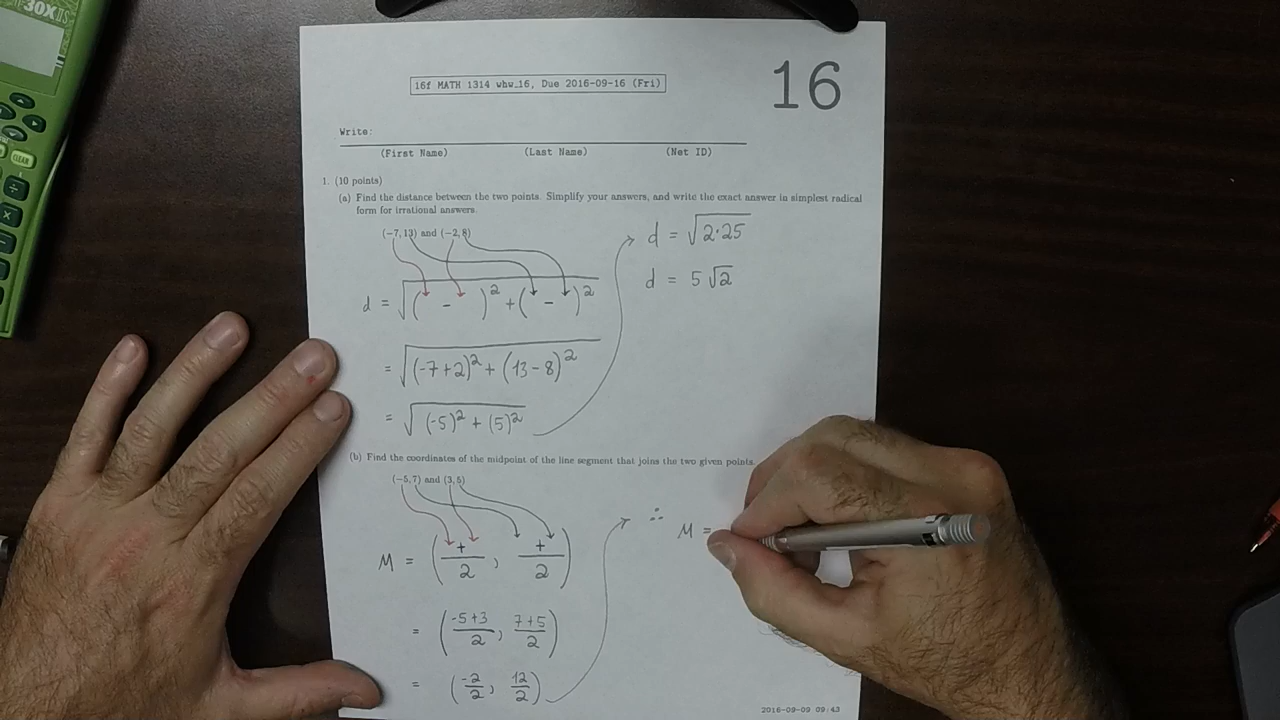 30XIIS
CLEAR
16f MATH 1314 whw_16, Due 2016-09-16 (Fri)
16
Write:
(First Name) (Last Name) (Net ID)
1. (10 points)
(a) Find the distance between the two points. Simplify your answers, and write the exact answer in simplest radical
form for irrational answers.
(−7, 13) and (−2, 8)
d = √( - )² + ( - )²
= √(-7+2)² + (13-8)²
= √(-5)² + (5)²
d = √2·25
d = 5√2
(b) Find the coordinates of the midpoint of the line segment that joins the two given points.
(−5, 7) and (3, 5)
M = (+/2, +/2)
= (-5+3/2, 7+5/2)
= (-2/2, 12/2)
∴ M =
2016-09-09 09:43